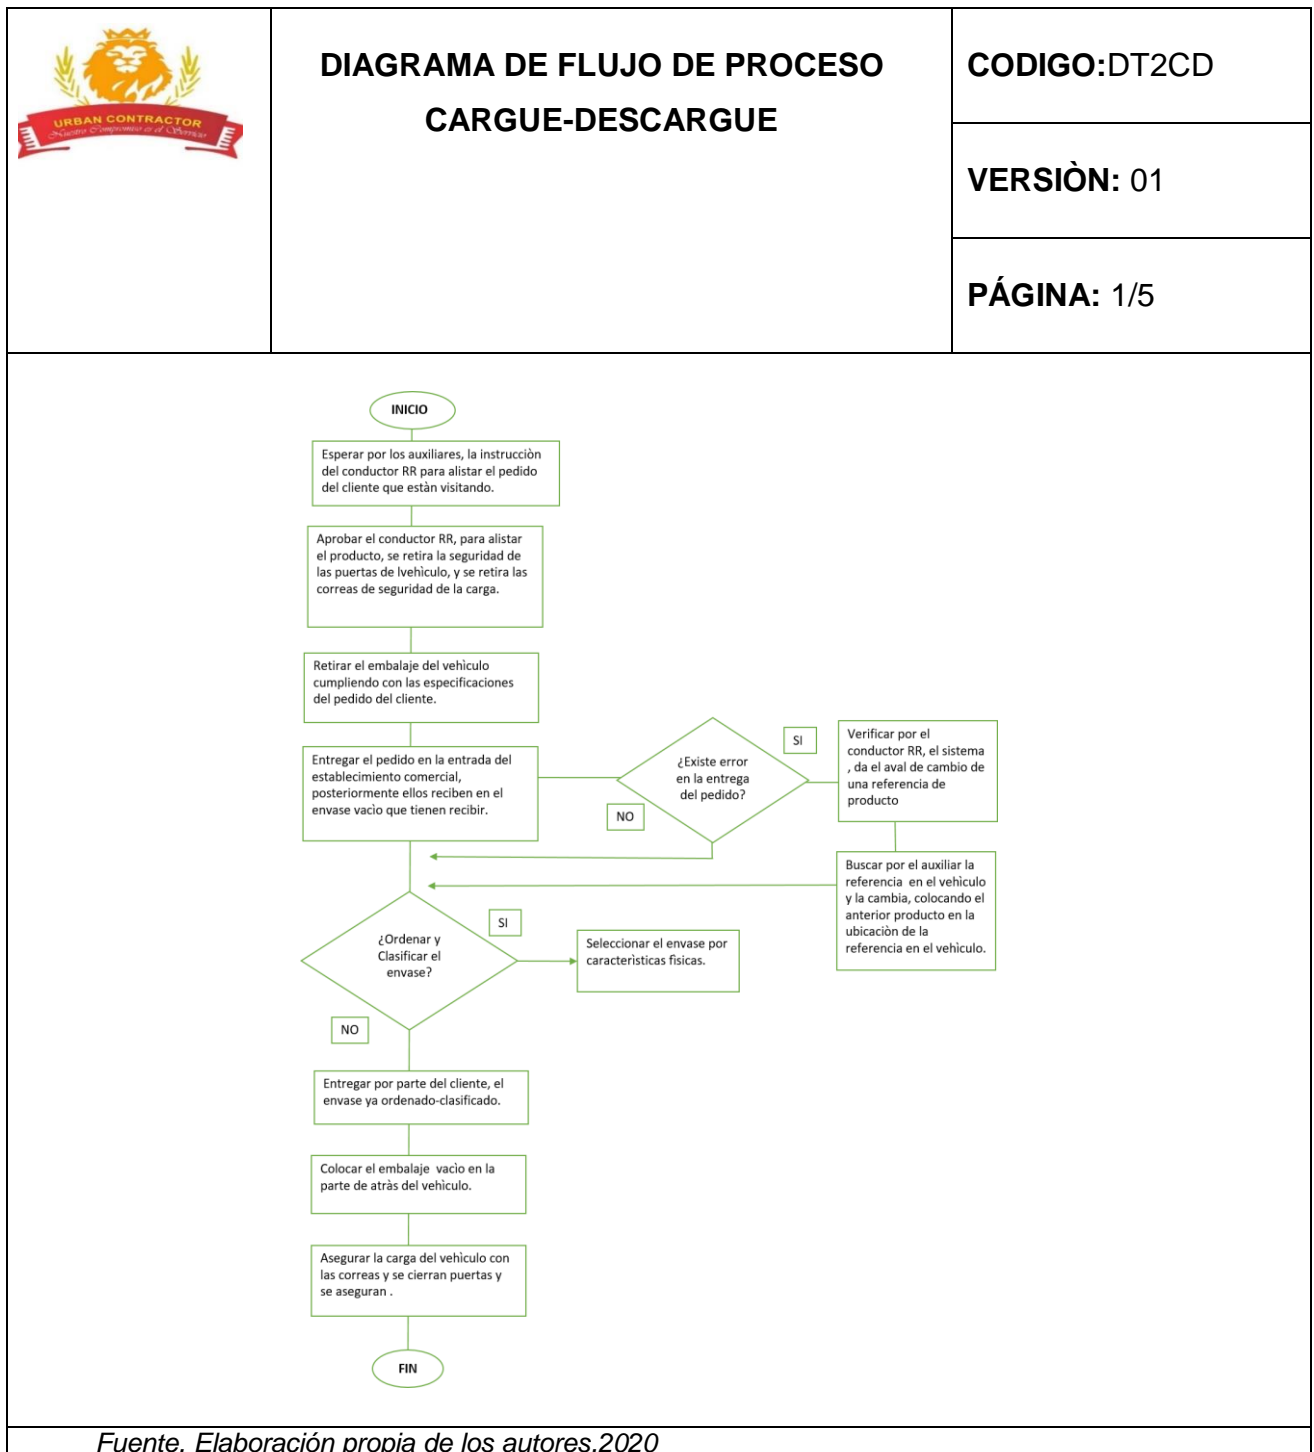 URBAN CONTRACTOR
Nuestro Compromiso es el Servicio
DIAGRAMA DE FLUJO DE PROCESO
CARGUE-DESCARGUE
CODIGO:DT2CD
VERSIÒN: 01
PÁGINA: 1/5
INICIO
Esperar por los auxiliares, la instrucciòn
del conductor RR para alistar el pedido
del cliente que estàn visitando.
Aprobar el conductor RR, para alistar
el producto, se retira la seguridad de
las puertas de lvehìculo, y se retira las
correas de seguridad de la carga.
Retirar el embalaje del vehìculo
cumpliendo con las especificaciones
del pedido del cliente.
Entregar el pedido en la entrada del
establecimiento comercial,
posteriormente ellos reciben en el
envase vacìo que tienen recibir.
¿Existe error
en la entrega
del pedido?
SI
NO
Verificar por el
conductor RR, el sistema
, da el aval de cambio de
una referencia de
producto
Buscar por el auxiliar la
referencia en el vehìculo
y la cambia, colocando el
anterior producto en la
ubicaciòn de la
referencia en el vehìculo.
¿Ordenar y
Clasificar el
envase?
SI
Seleccionar el envase por
caracterìsticas fìsicas.
NO
Entregar por parte del cliente, el
envase ya ordenado-clasificado.
Colocar el embalaje vacìo en la
parte de atràs del vehìculo.
Asegurar la carga del vehìculo con
las correas y se cierran puertas y
se aseguran .
FIN
Fuente. Elaboración propia de los autores.2020